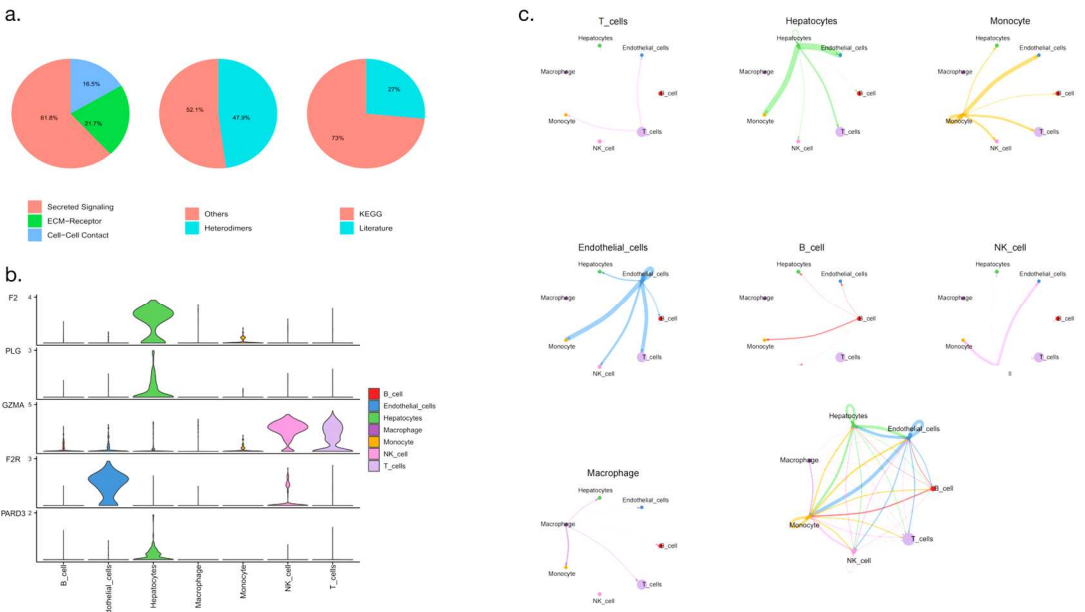 a.
16.5%
61.8%
21.7%
52.1%
47.9%
27%
73%
Secreted Signaling
ECM−Receptor
Cell−Cell Contact
Others
Heterodimers
KEGG
Literature
b.
F2 4
PLG 3
GZMA 5
F2R 3
PARD3 2
B_cell
dothelial_cells
Hepatocytes
Macrophage
Monocyte
NK_cell
T_cells
B_cell
Endothelial_cells
Hepatocytes
Macrophage
Monocyte
NK_cell
T_cells
c.
T_cells
Hepatocytes
Endothelial_cells
Macrophage
B_cell
Monocyte
T_cells
NK_cell
Hepatocytes
Hepatocytes
Endothelial_cells
Macrophage
B_cell
Monocyte
T_cells
NK_cell
Monocyte
Hepatocytes
Endothelial_cells
Macrophage
B_cell
Monocyte
T_cells
NK_cell
Endothelial_cells
Hepatocytes
Endothelial_cells
Macrophage
B_cell
Monocyte
T_cells
NK_cell
B_cell
Hepatocytes
Endothelial_cells
Macrophage
B_cell
Monocyte
T_cells
NK_cell
Hepatocytes
Endothelial_cells
Macrophage
B_cell
Monocyte
T_cells
Macrophage
Hepatocytes
Endothelial_cells
Macrophage
B_cell
Monocyte
T_cells
NK_cell
Hepatocytes
Endothelial_cells
Macrophage
B_cell
Monocyte
T_cells
NK_cell